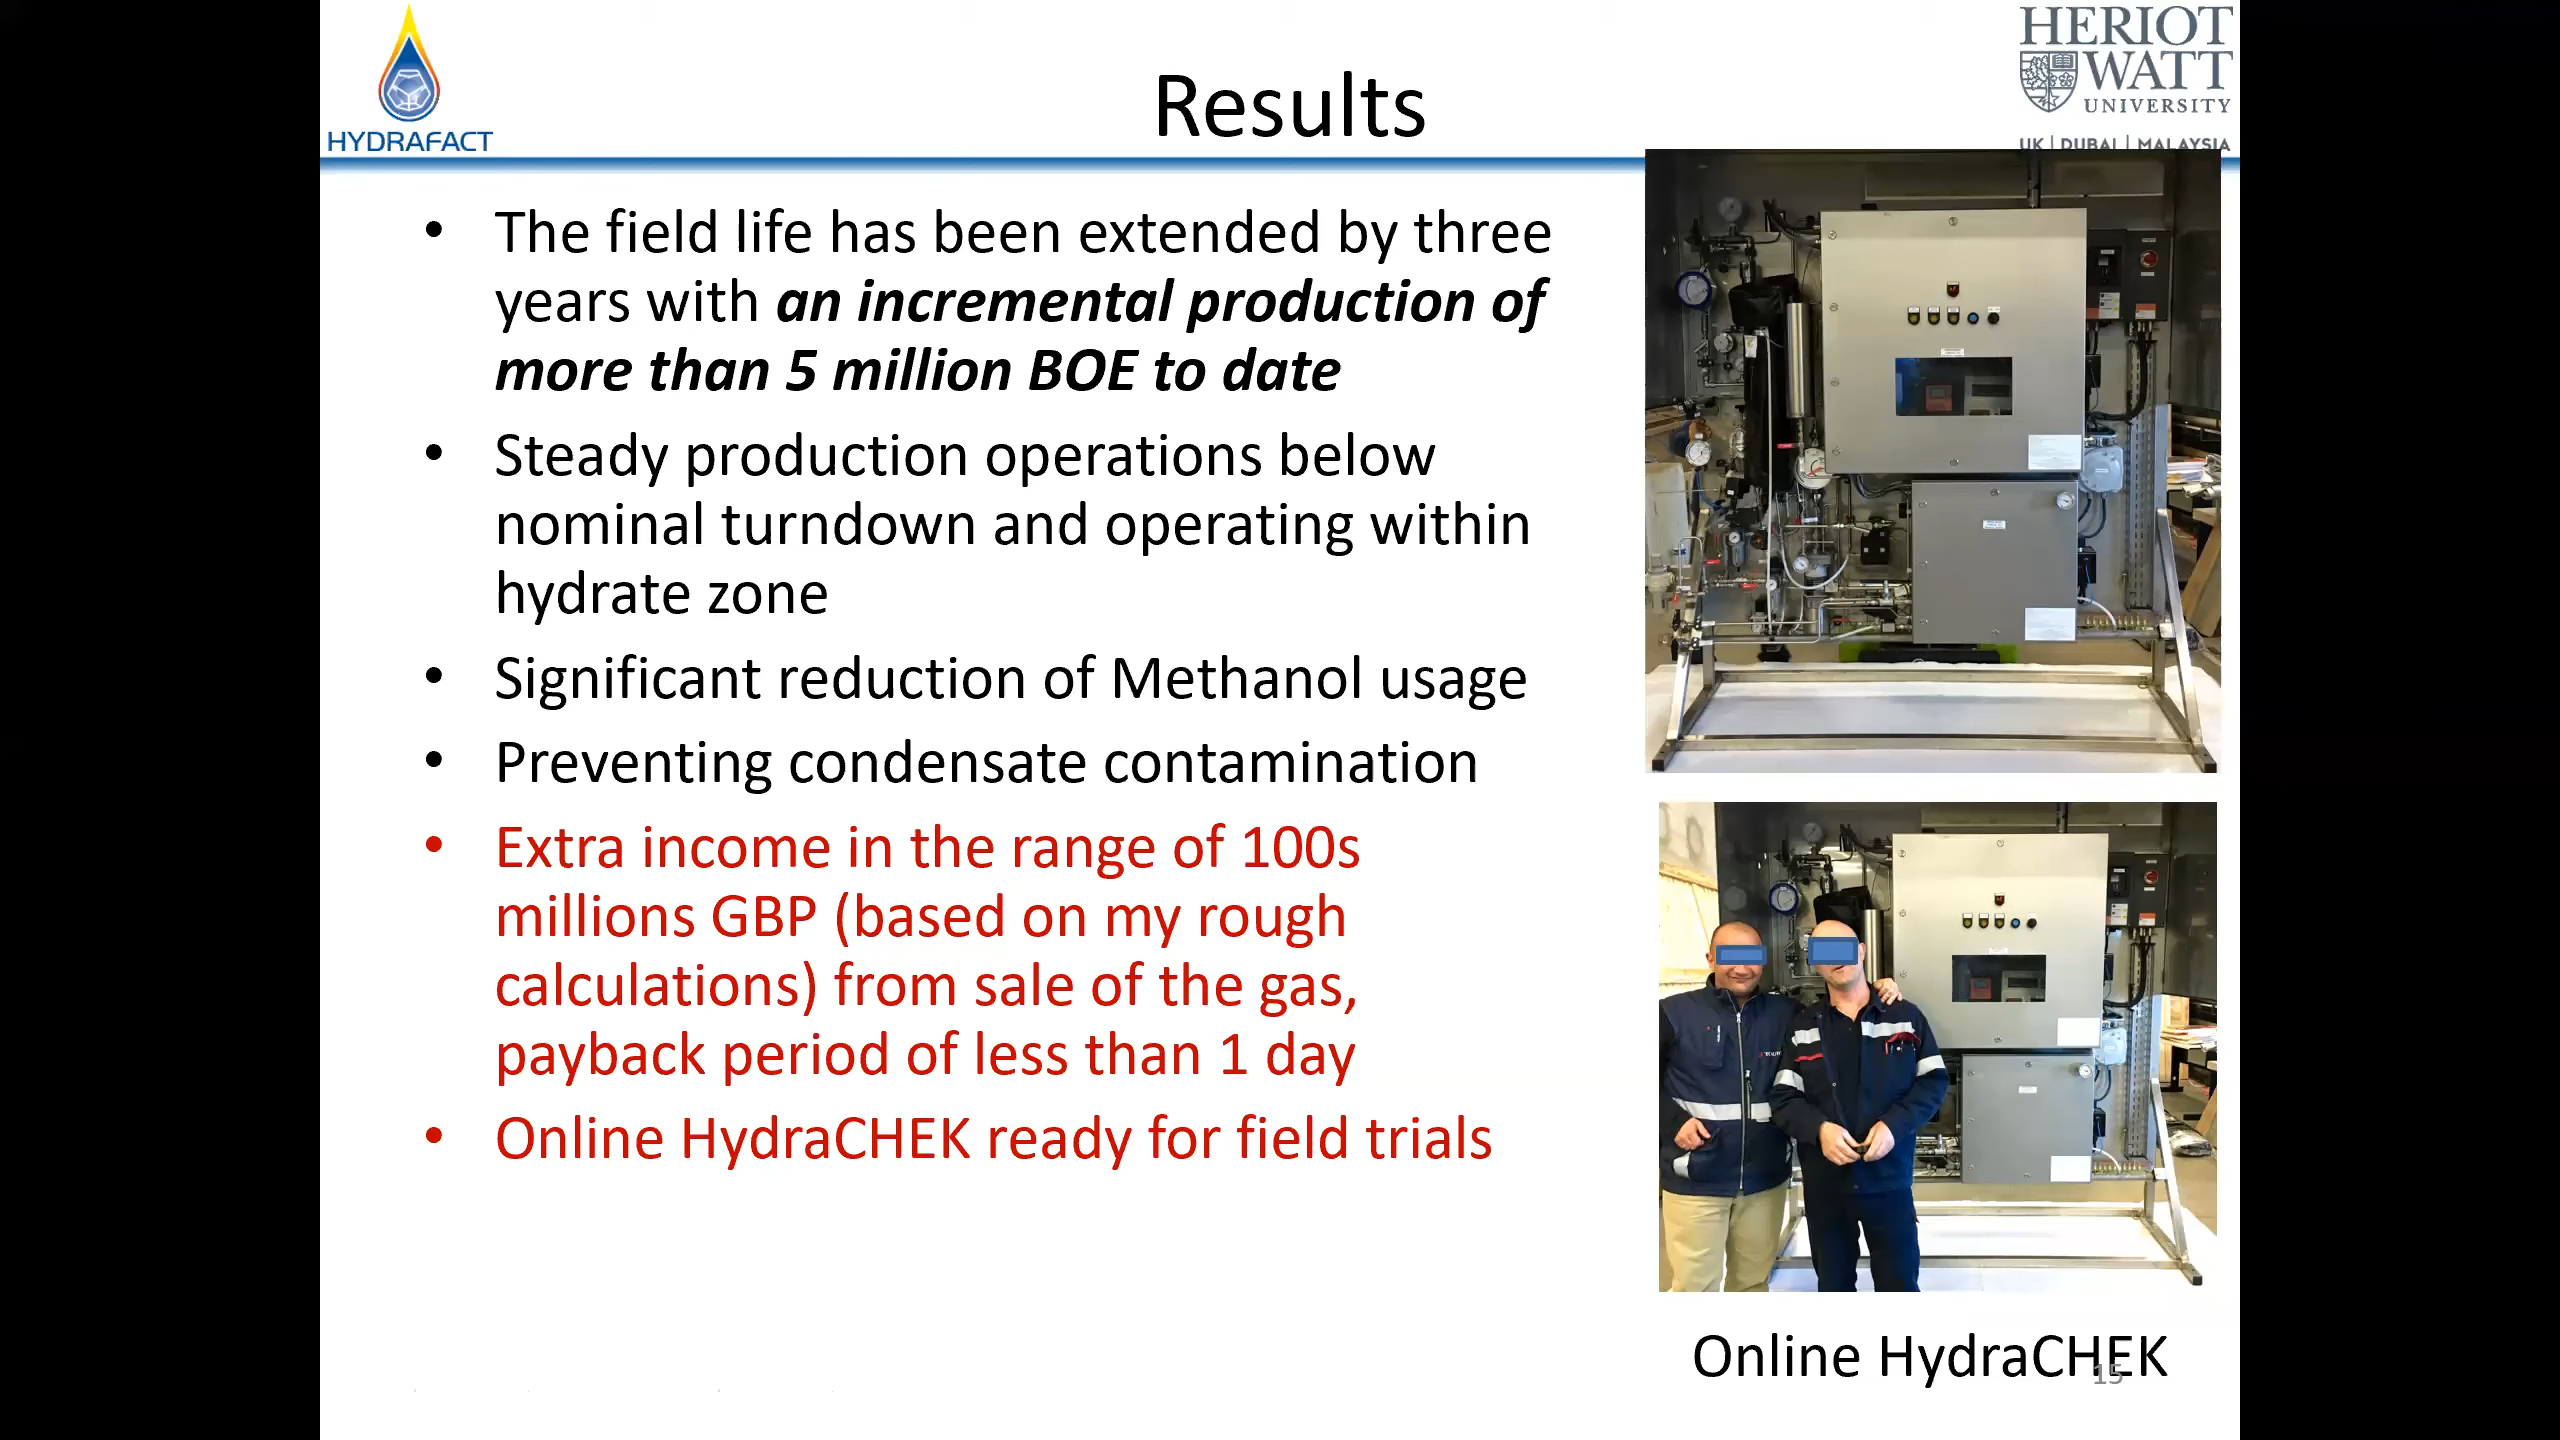 HYDRAFACT
Results
HERIOT
WATT
UNIVERSITY
UK | DUBAI | MALAYSIA
• The field life has been extended by three
years with an incremental production of
more than 5 million BOE to date
• Steady production operations below
nominal turndown and operating within
hydrate zone
• Significant reduction of Methanol usage
• Preventing condensate contamination
• Extra income in the range of 100s
millions GBP (based on my rough
calculations) from sale of the gas,
payback period of less than 1 day
• Online HydraCHEK ready for field trials
Online HydraCHEK
15